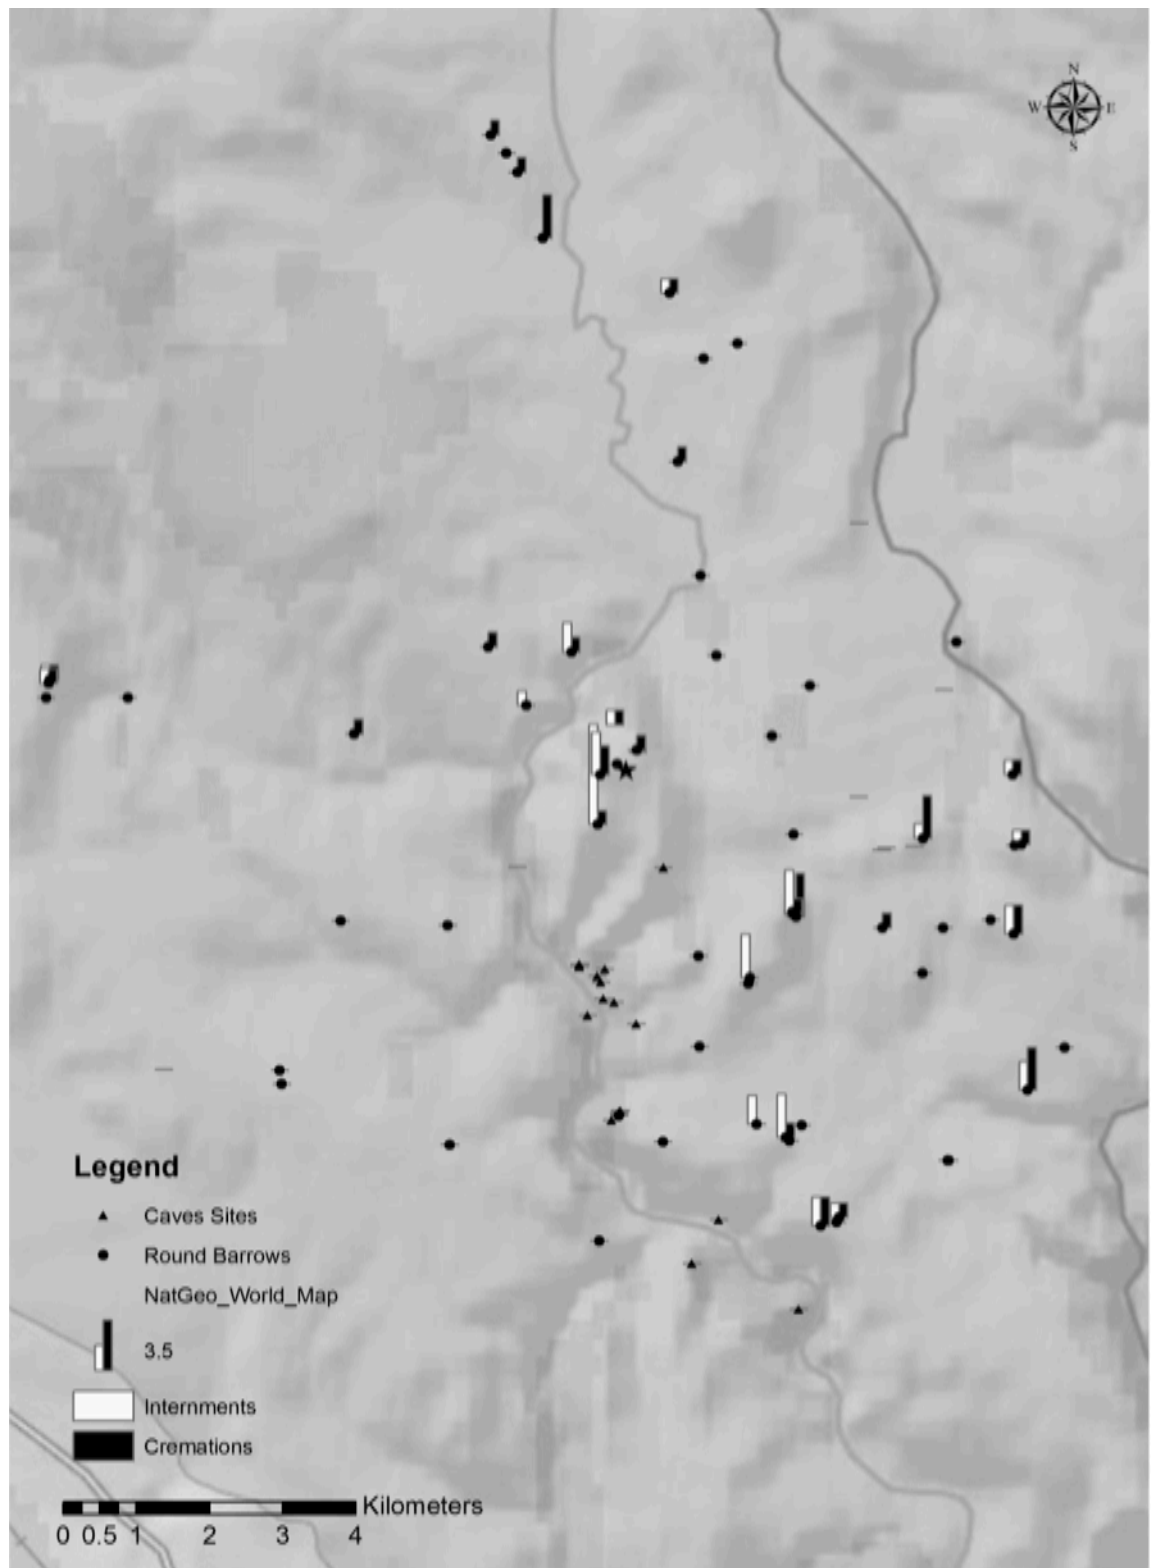 N
W E
S
Legend
Caves Sites
Round Barrows
NatGeo_World_Map
3.5
Internments
Cremations
Kilometers
0 0.5 1 2 3 4